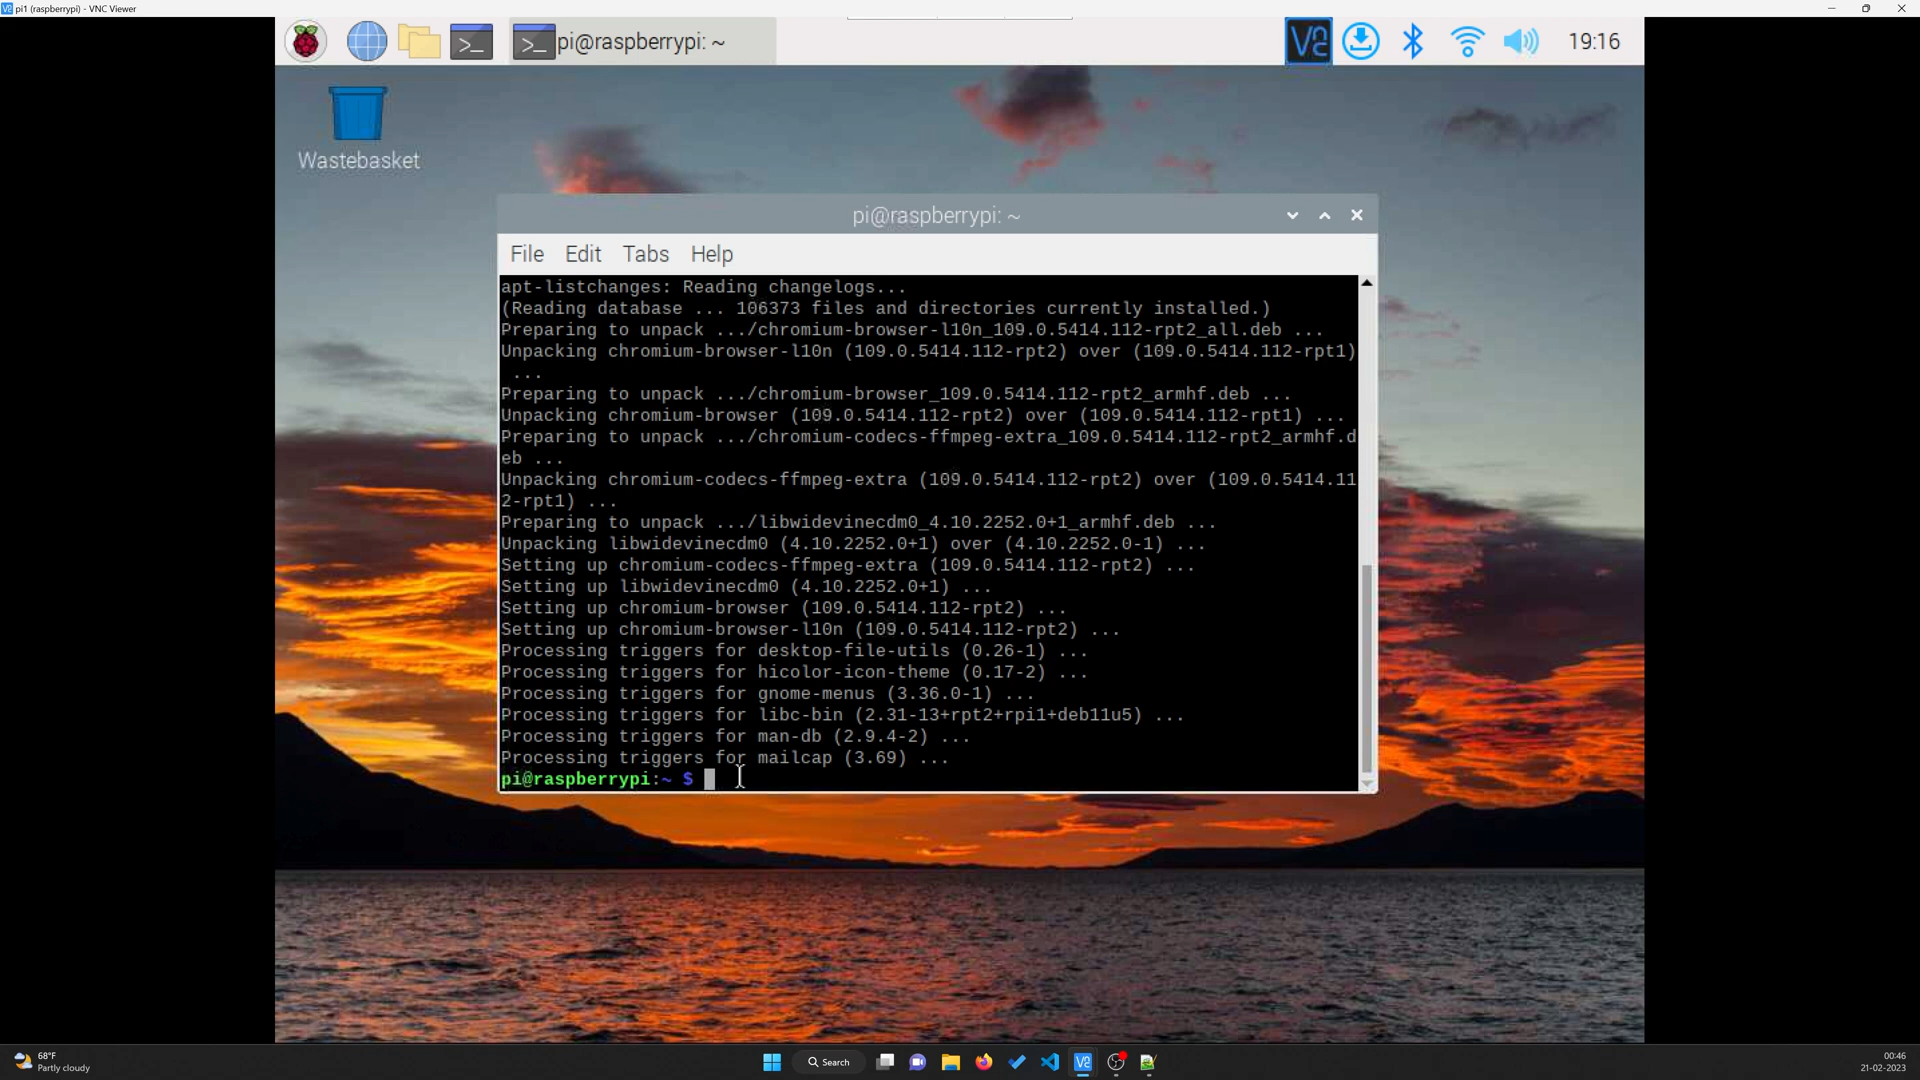 pi1 (raspberrypi) - VNC Viewer
pi@raspberrypi: ~
19:16
Wastebasket
pi@raspberrypi: ~
File Edit Tabs Help
apt-listchanges: Reading changelogs...
(Reading database ... 106373 files and directories currently installed.)
Preparing to unpack .../chromium-browser-l10n_109.0.5414.112-rpt2_all.deb ...
Unpacking chromium-browser-l10n (109.0.5414.112-rpt2) over (109.0.5414.112-rpt1)
...
Preparing to unpack .../chromium-browser_109.0.5414.112-rpt2_armhf.deb ...
Unpacking chromium-browser (109.0.5414.112-rpt2) over (109.0.5414.112-rpt1) ...
Preparing to unpack .../chromium-codecs-ffmpeg-extra_109.0.5414.112-rpt2_armhf.d
eb ...
Unpacking chromium-codecs-ffmpeg-extra (109.0.5414.112-rpt2) over (109.0.5414.11
2-rpt1) ...
Preparing to unpack .../libwidevinecdm0_4.10.2252.0+1_armhf.deb ...
Unpacking libwidevinecdm0 (4.10.2252.0+1) over (4.10.2252.0-1) ...
Setting up chromium-codecs-ffmpeg-extra (109.0.5414.112-rpt2) ...
Setting up libwidevinecdm0 (4.10.2252.0+1) ...
Setting up chromium-browser (109.0.5414.112-rpt2) ...
Setting up chromium-browser-l10n (109.0.5414.112-rpt2) ...
Processing triggers for desktop-file-utils (0.26-1) ...
Processing triggers for hicolor-icon-theme (0.17-2) ...
Processing triggers for gnome-menus (3.36.0-1) ...
Processing triggers for libc-bin (2.31-13+rpt2+rpi1+deb11u5) ...
Processing triggers for man-db (2.9.4-2) ...
Processing triggers for mailcap (3.69) ...
pi@raspberrypi:~ $
68°F
Partly cloudy
Search
00:46
21-02-2023